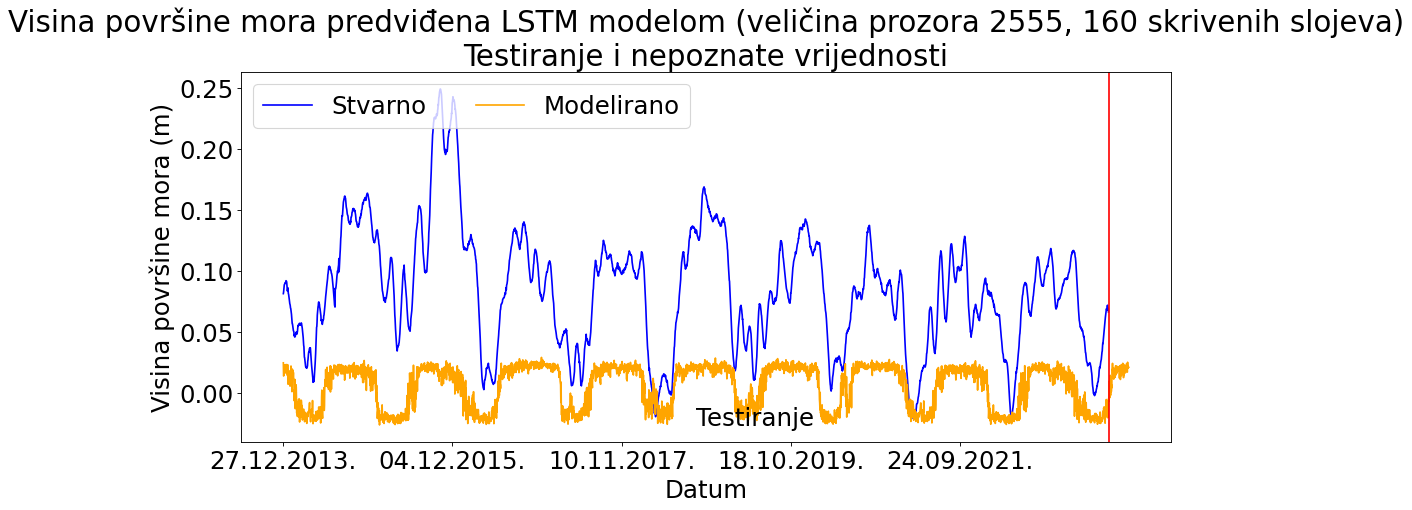 Visina površine mora predviđena LSTM modelom (veličina prozora 2555, 160 skrivenih slojeva)
Testiranje i nepoznate vrijednosti
Stvarno
Modelirano
Visina površine mora (m)
0.25
0.20
0.15
0.10
0.05
0.00
Testiranje
27.12.2013.
04.12.2015.
10.11.2017.
18.10.2019.
24.09.2021.
Datum